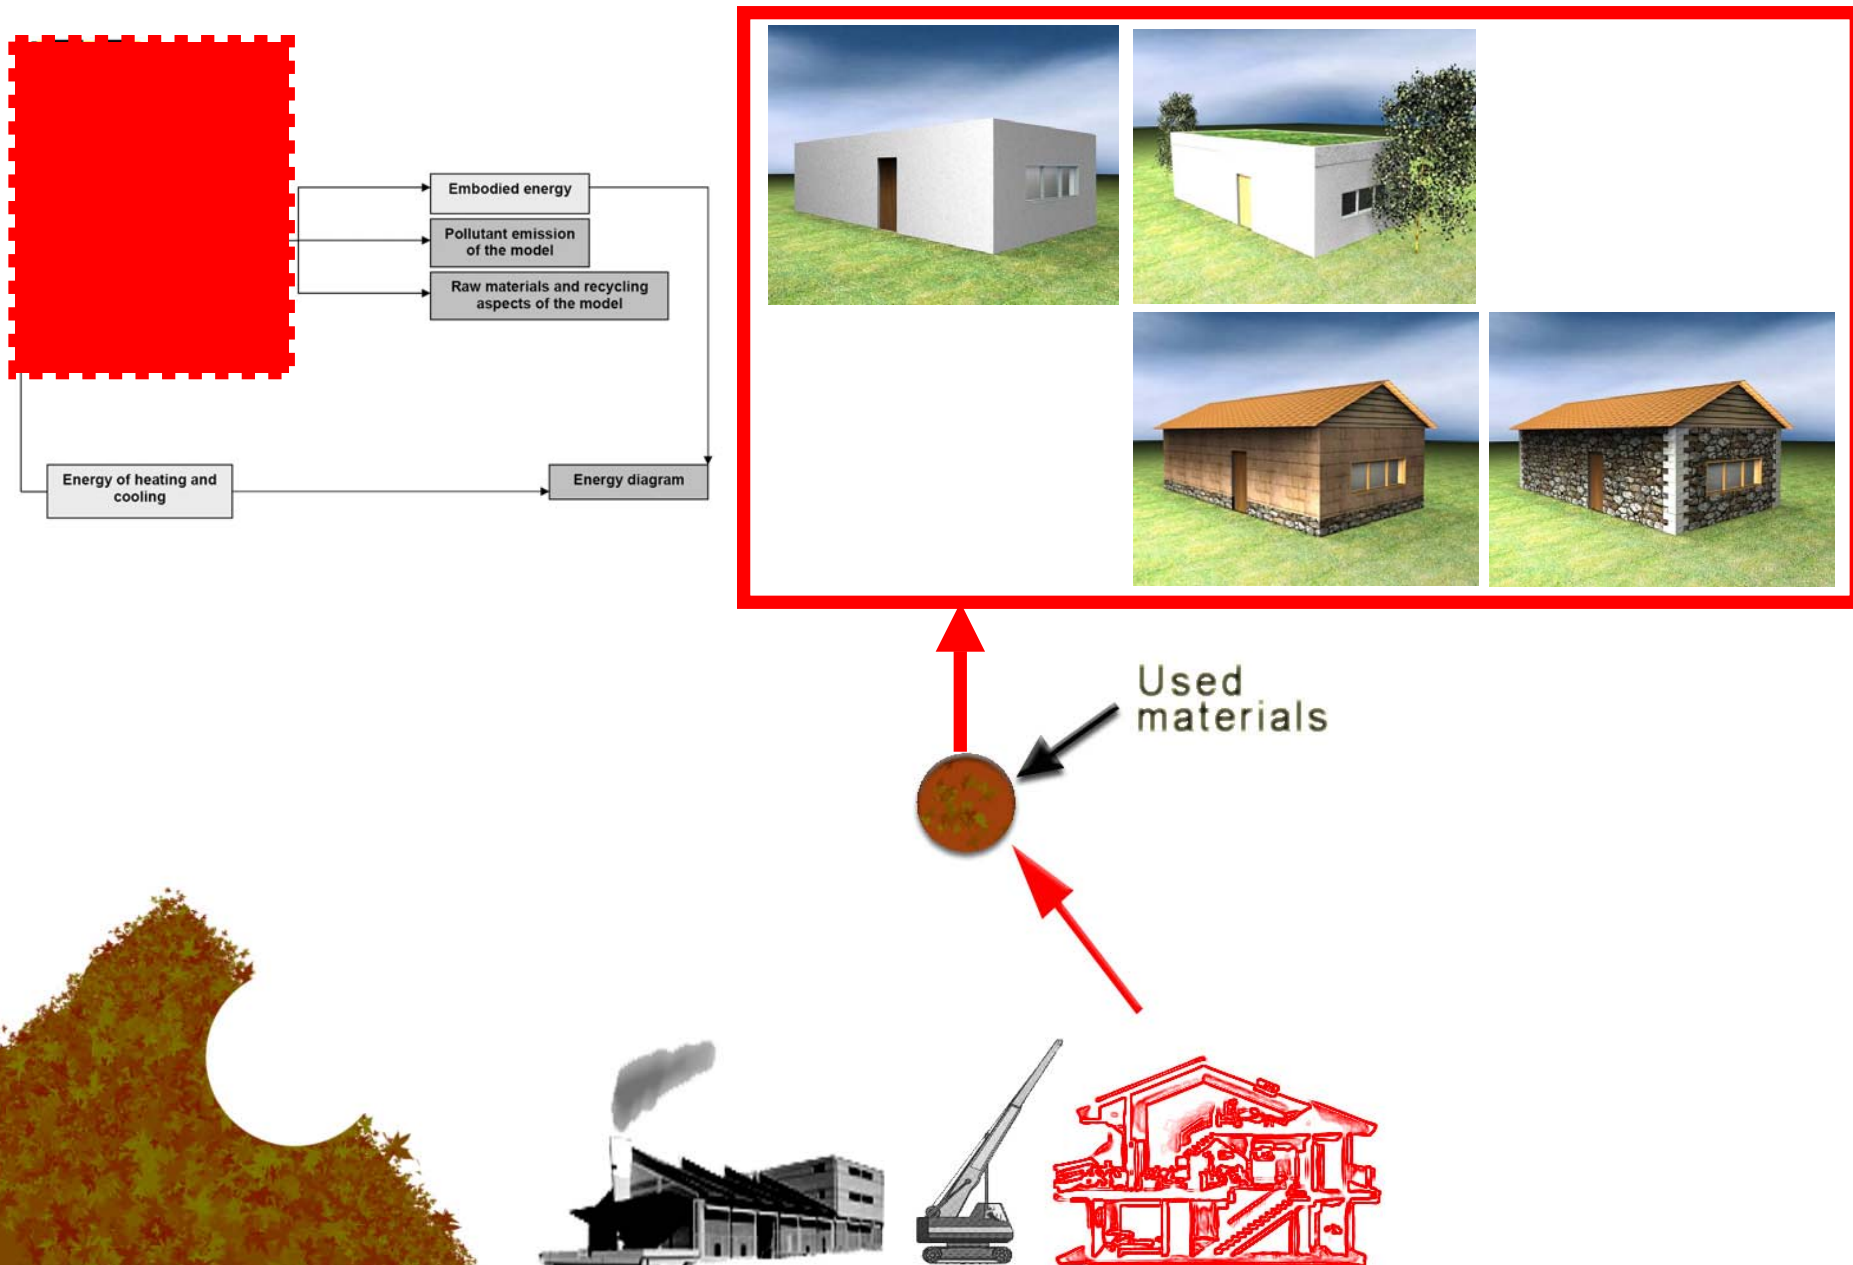 Embodied energy
Pollutant emission
of the model
Raw materials and recycling
aspects of the model
Energy of heating and
cooling
Energy diagram
Used
materials